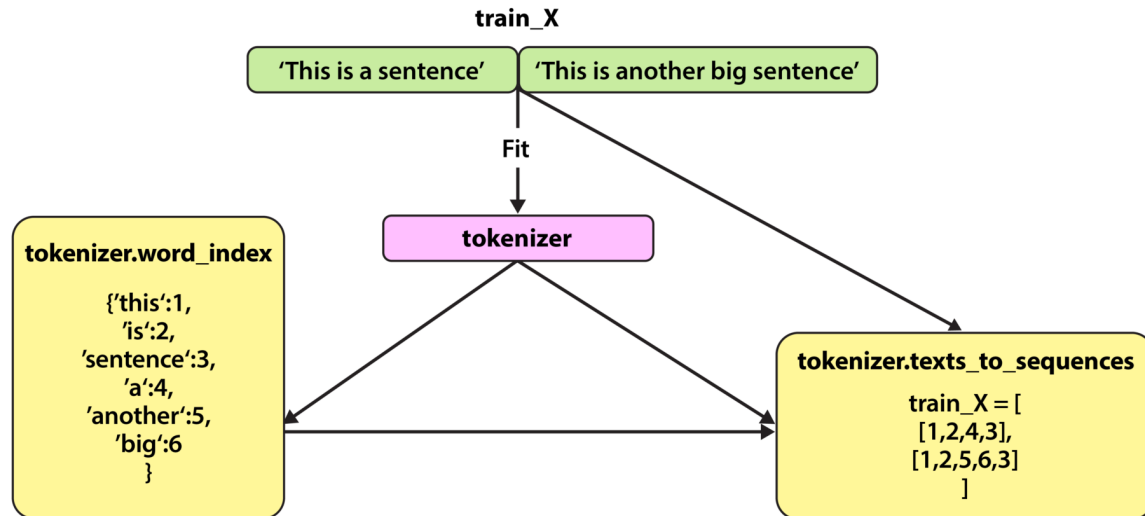 train_X
‘This is a sentence’
‘This is another big sentence’
Fit
tokenizer
tokenizer.word_index
{’this‘:1,
’is‘:2,
’sentence‘:3,
’a‘:4,
’another‘:5,
’big‘:6
}
tokenizer.texts_to_sequences
train_X = [
[1,2,4,3],
[1,2,5,6,3]
]